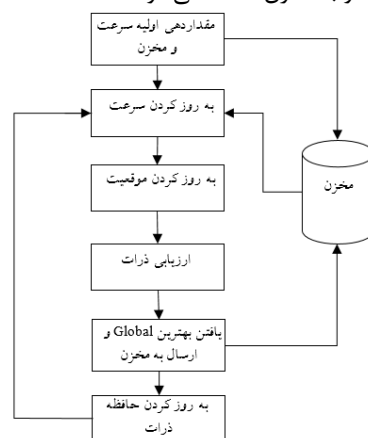 مقداردهی اولیه سرعت
و مخزن
به روز کردن سرعت
به روز کردن موقعیت
ارزیابی ذرات
یافتن بهترین Global و
ارسال به مخزن
به روز کردن حافظه
ذرات
مخزن